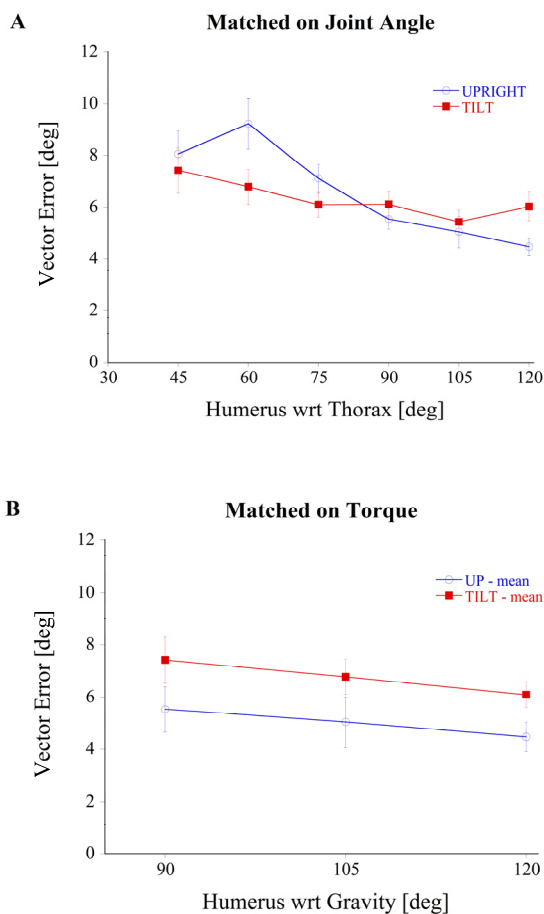 A
Matched on Joint Angle
12
10
8
6
4
2
0
Vector Error [deg]
UPRIGHT
TILT
30 45 60 75 90 105 120
Humerus wrt Thorax [deg]
B
Matched on Torque
12
10
8
6
4
2
0
Vector Error [deg]
UP - mean
TILT - mean
90 105 120
Humerus wrt Gravity [deg]